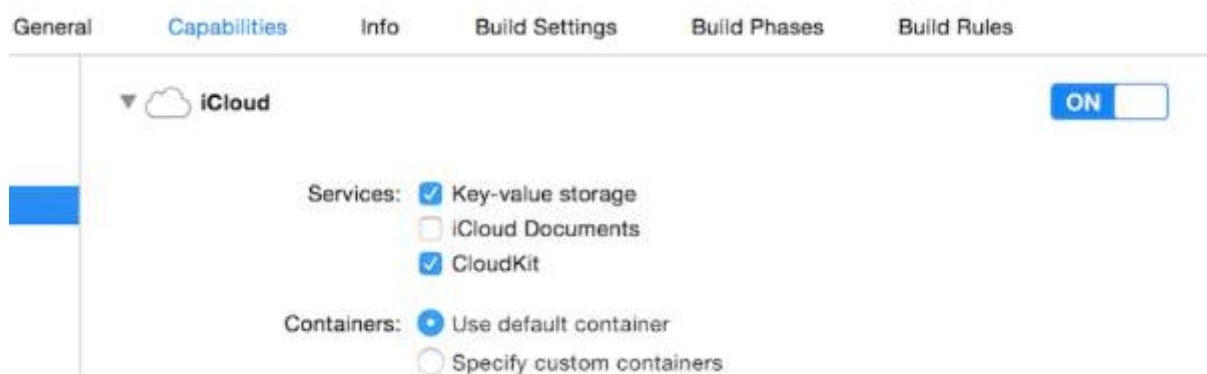 General Capabilities Info Build Settings Build Phases Build Rules
iCloud ON
Services: Key-value storage
iCloud Documents
CloudKit
Containers: Use default container
Specify custom containers